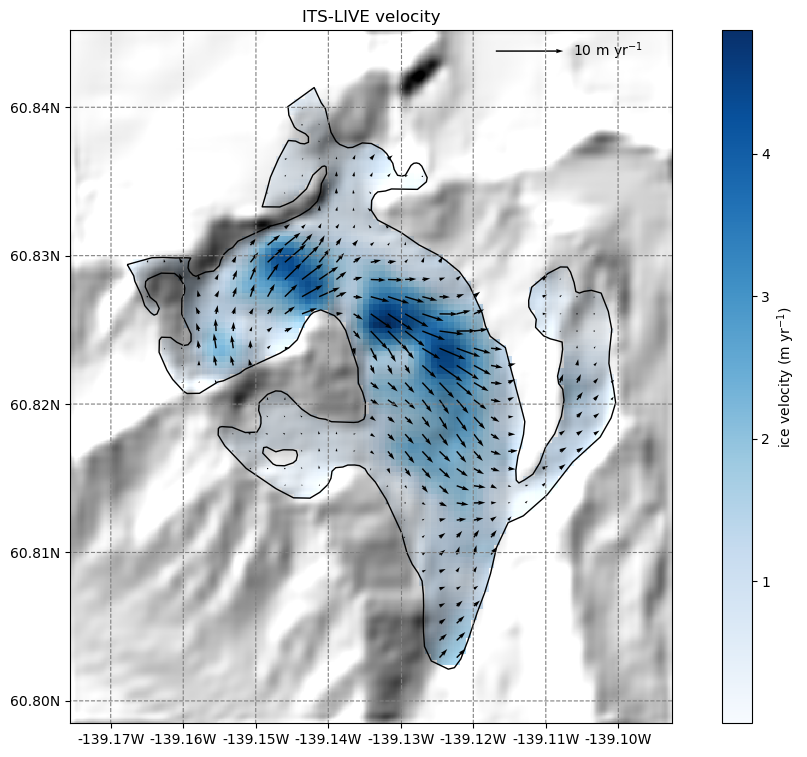 ITS-LIVE velocity
10 m yr⁻¹
60.84N
60.83N
60.82N
60.81N
60.80N
-139.17W -139.16W -139.15W -139.14W -139.13W -139.12W -139.11W -139.10W
4
3
2
1
ice velocity (m yr⁻¹)